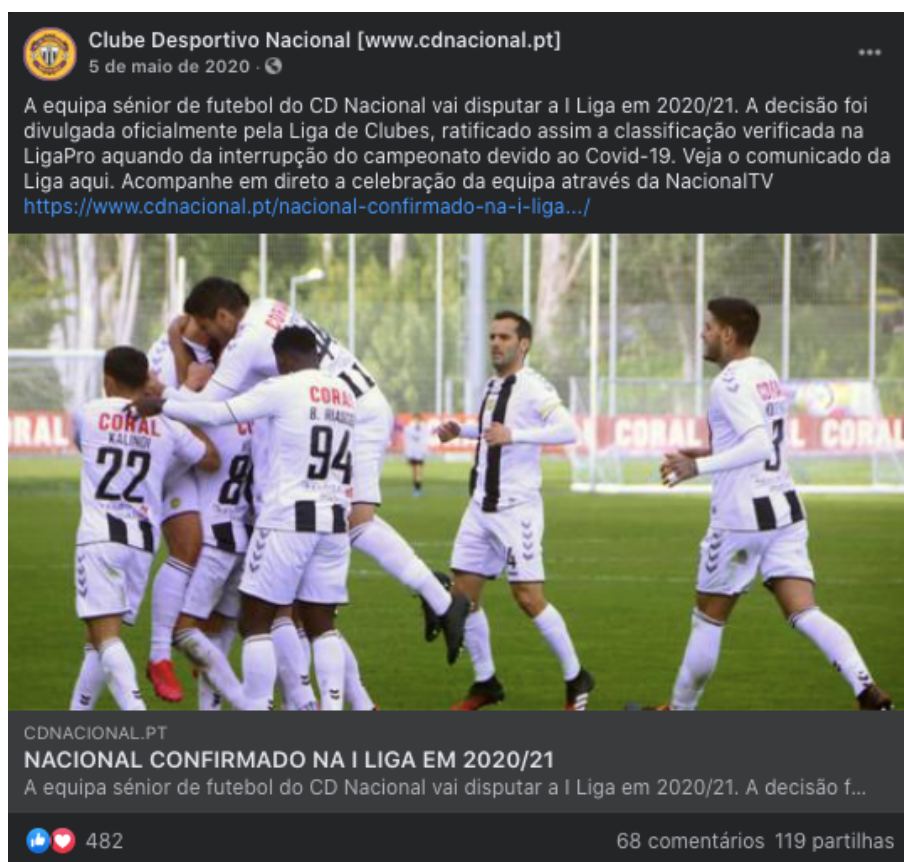 Clube Desportivo Nacional [www.cdnacional.pt]
5 de maio de 2020 ·
A equipa sénior de futebol do CD Nacional vai disputar a I Liga em 2020/21. A decisão foi
divulgada oficialmente pela Liga de Clubes, ratificado assim a classificação verificada na
LigaPro aquando da interrupção do campeonato devido ao Covid-19. Veja o comunicado da
Liga aqui. Acompanhe em direto a celebração da equipa através da NacionalTV
https://www.cdnacional.pt/nacional-confirmado-na-i-liga.../
CORAL
11
CORAL
KALINDI
22
CORAL
B. RIASCOS
94
4
3
RAL
CORAL
L CORAL
CDNACIONAL.PT
NACIONAL CONFIRMADO NA I LIGA EM 2020/21
A equipa sénior de futebol do CD Nacional vai disputar a I Liga em 2020/21. A decisão f...
482
68 comentários 119 partilhas